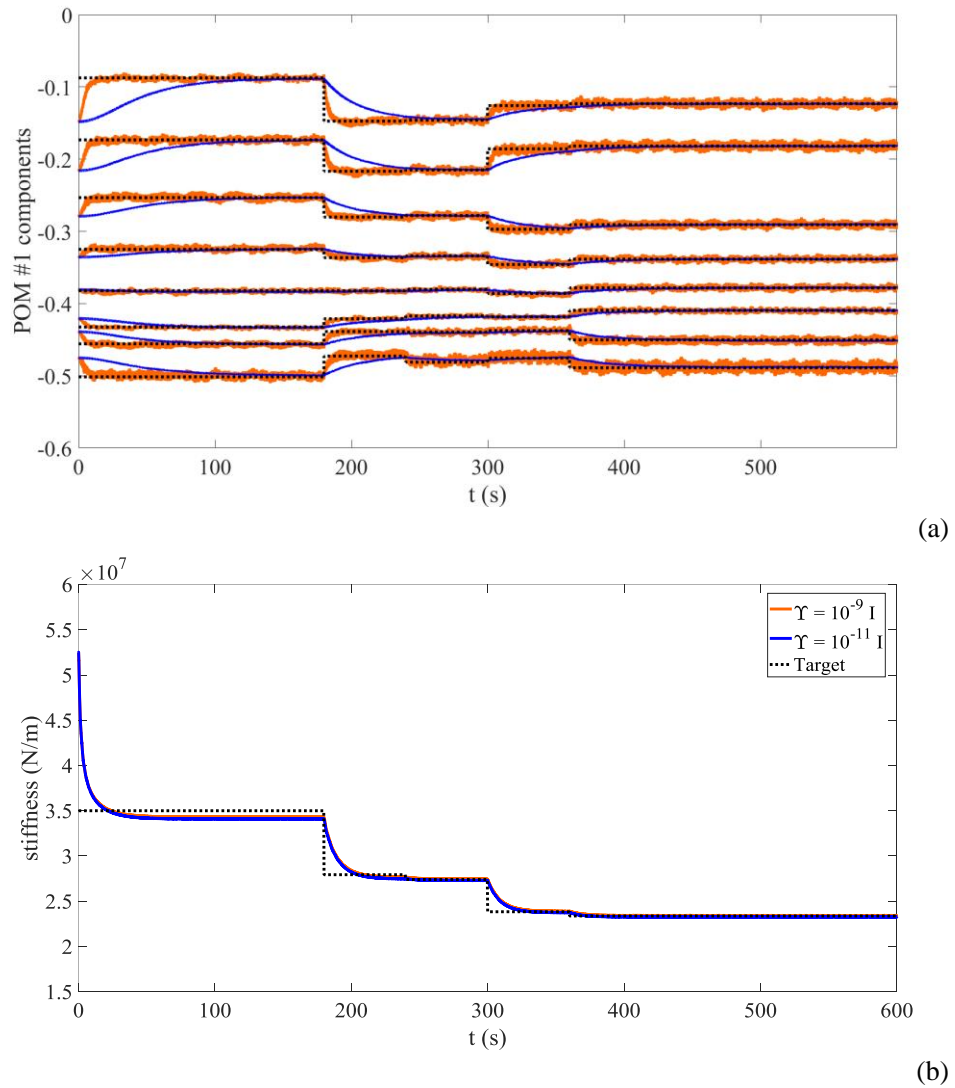 0
-0.1
-0.2
-0.3
-0.4
-0.5
-0.6
POM #1 components
0 100 200 300 400 500
t (s)
(a)
×10^7
6
5.5
5
4.5
4
3.5
3
2.5
2
1.5
stiffness (N/m)
ϒ = 10^-9 I
ϒ = 10^-11 I
Target
0 100 200 300 400 500 600
t (s)
(b)